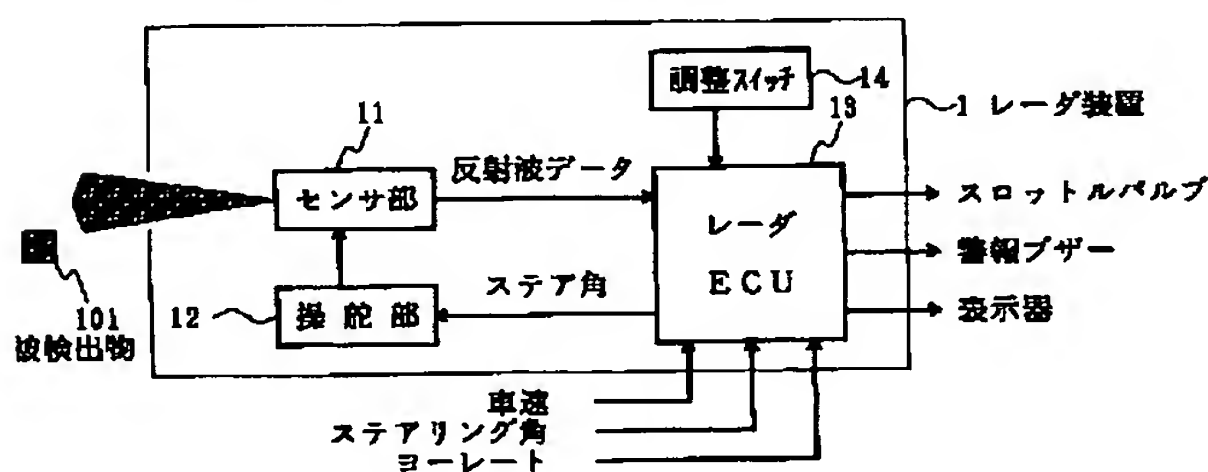 調整スイッチ
14
11
13
1 レーダ装置
反射波データ
センサ部
スロットルバルブ
レーダ
ECU
警報ブザー
ステア角
12
操舵部
表示器
101
被検出物
車速
ステアリング角
ヨーレート